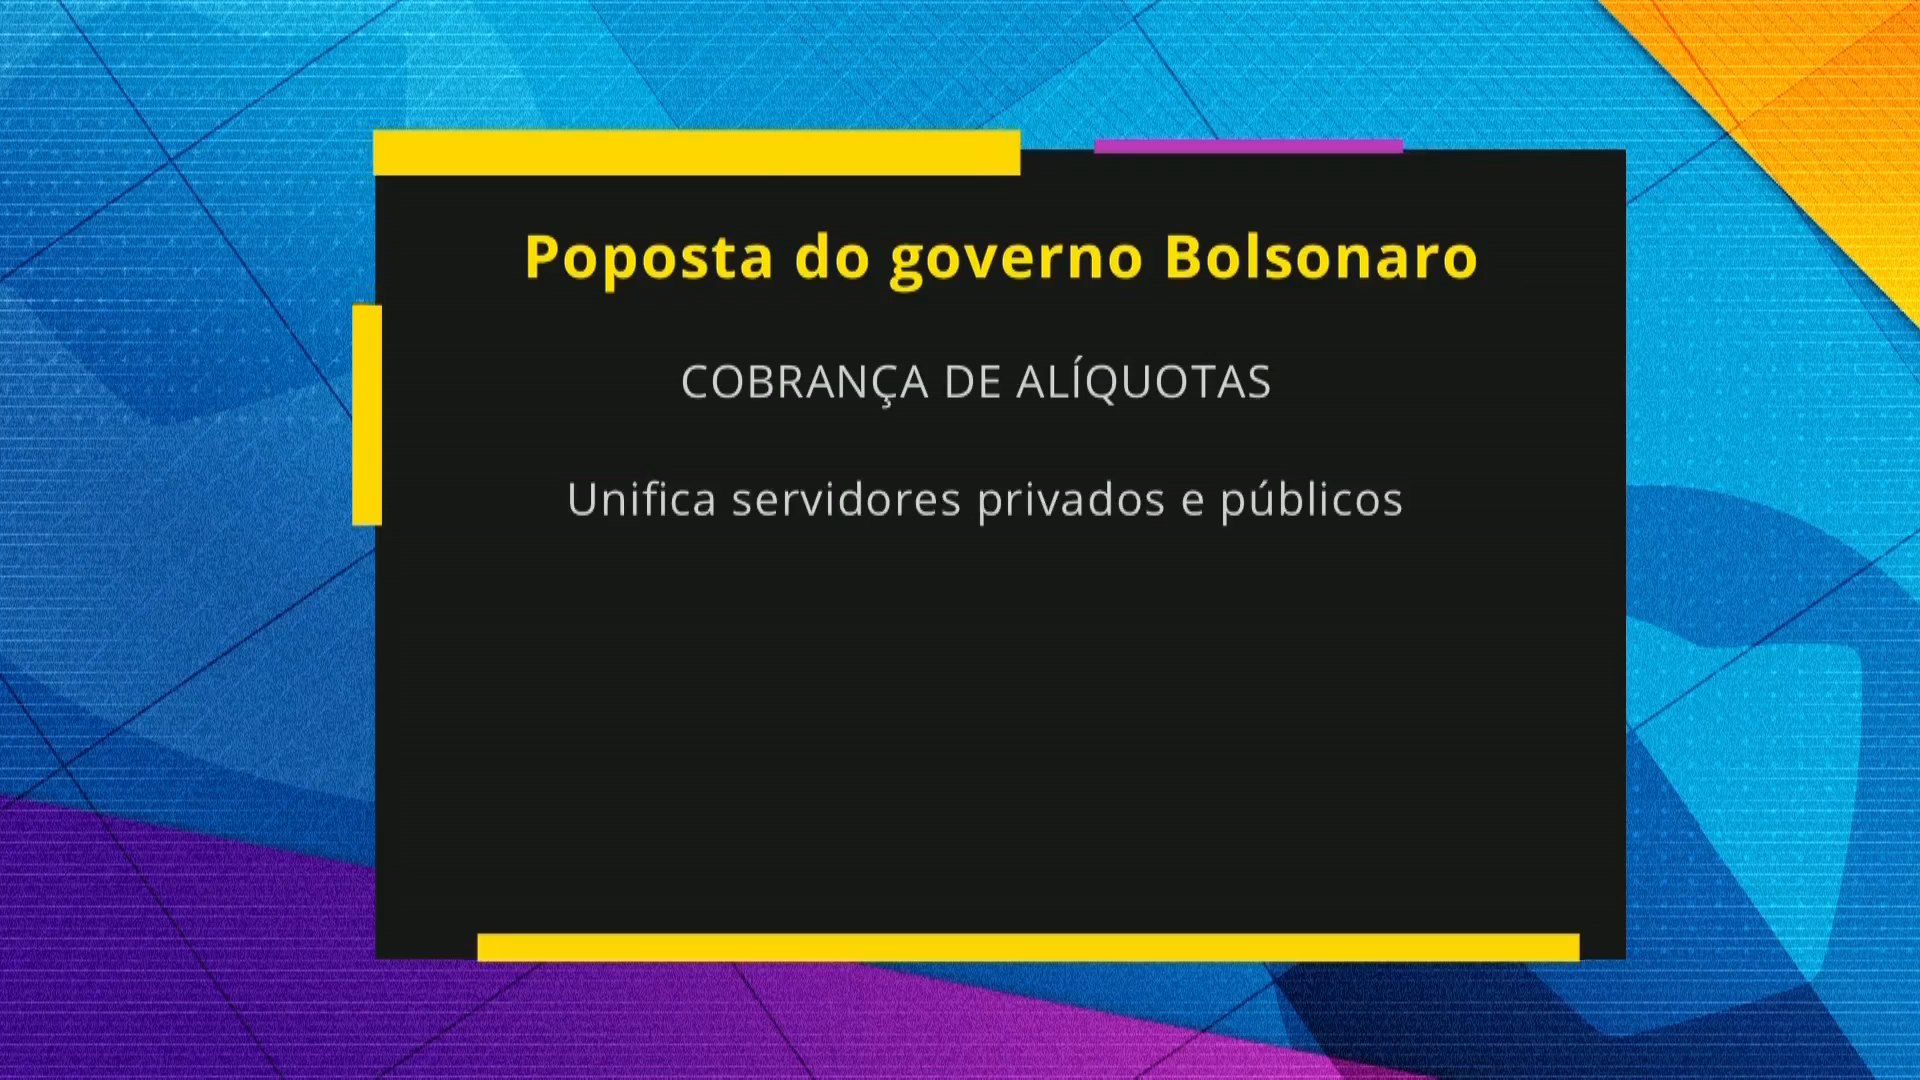 Poposta do governo Bolsonaro
COBRANÇA DE ALÍQUOTAS
Unifica servidores privados e públicos